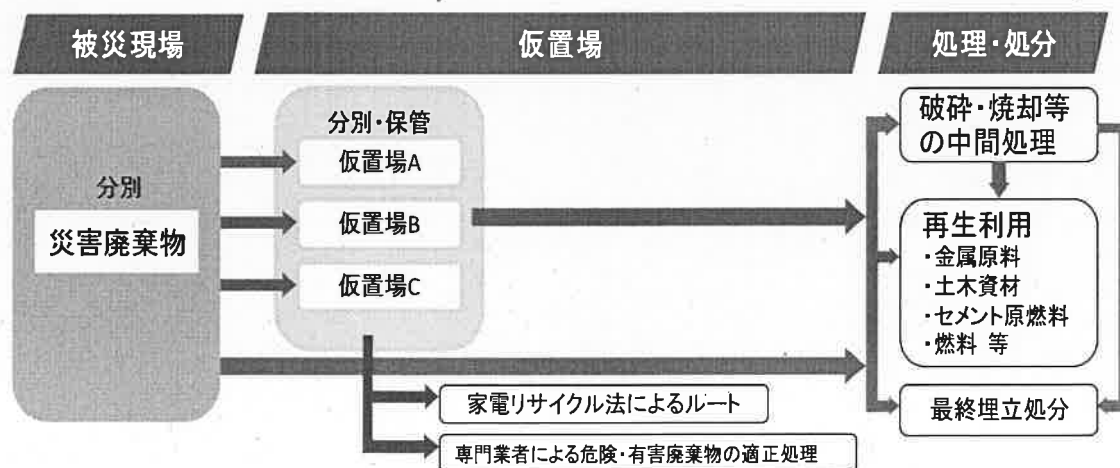 被災現場
仮置場
処理・処分
分別
災害廃棄物
分別・保管
仮置場A
仮置場B
仮置場C
家電リサイクル法によるルート
専門業者による危険・有害廃棄物の適正処理
破砕・焼却等
の中間処理
再生利用
・金属原料
・土木資材
・セメント原燃料
・燃料 等
最終埋立処分